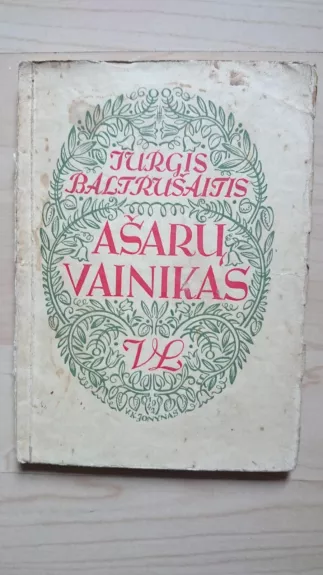 JURGIS
BALTRUŠAITIS
AŠARŲ
VAINIKAS
VL
V.K. JONYNAS